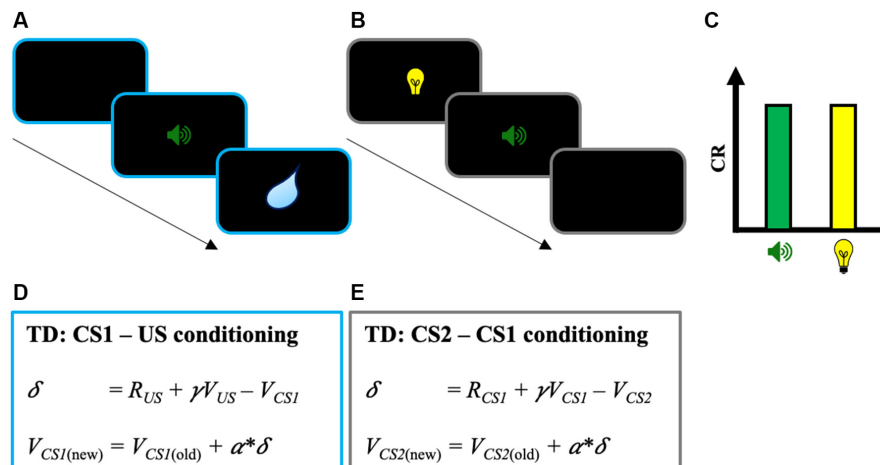 A
B
C
CR
D
E
TD: CS1 – US conditioning
δ = R_US + γV_US – V_CS1
V_CS1(new) = V_CS1(old) + α*δ
TD: CS2 – CS1 conditioning
δ = R_CS1 + γV_CS1 – V_CS2
V_CS2(new) = V_CS2(old) + α*δ